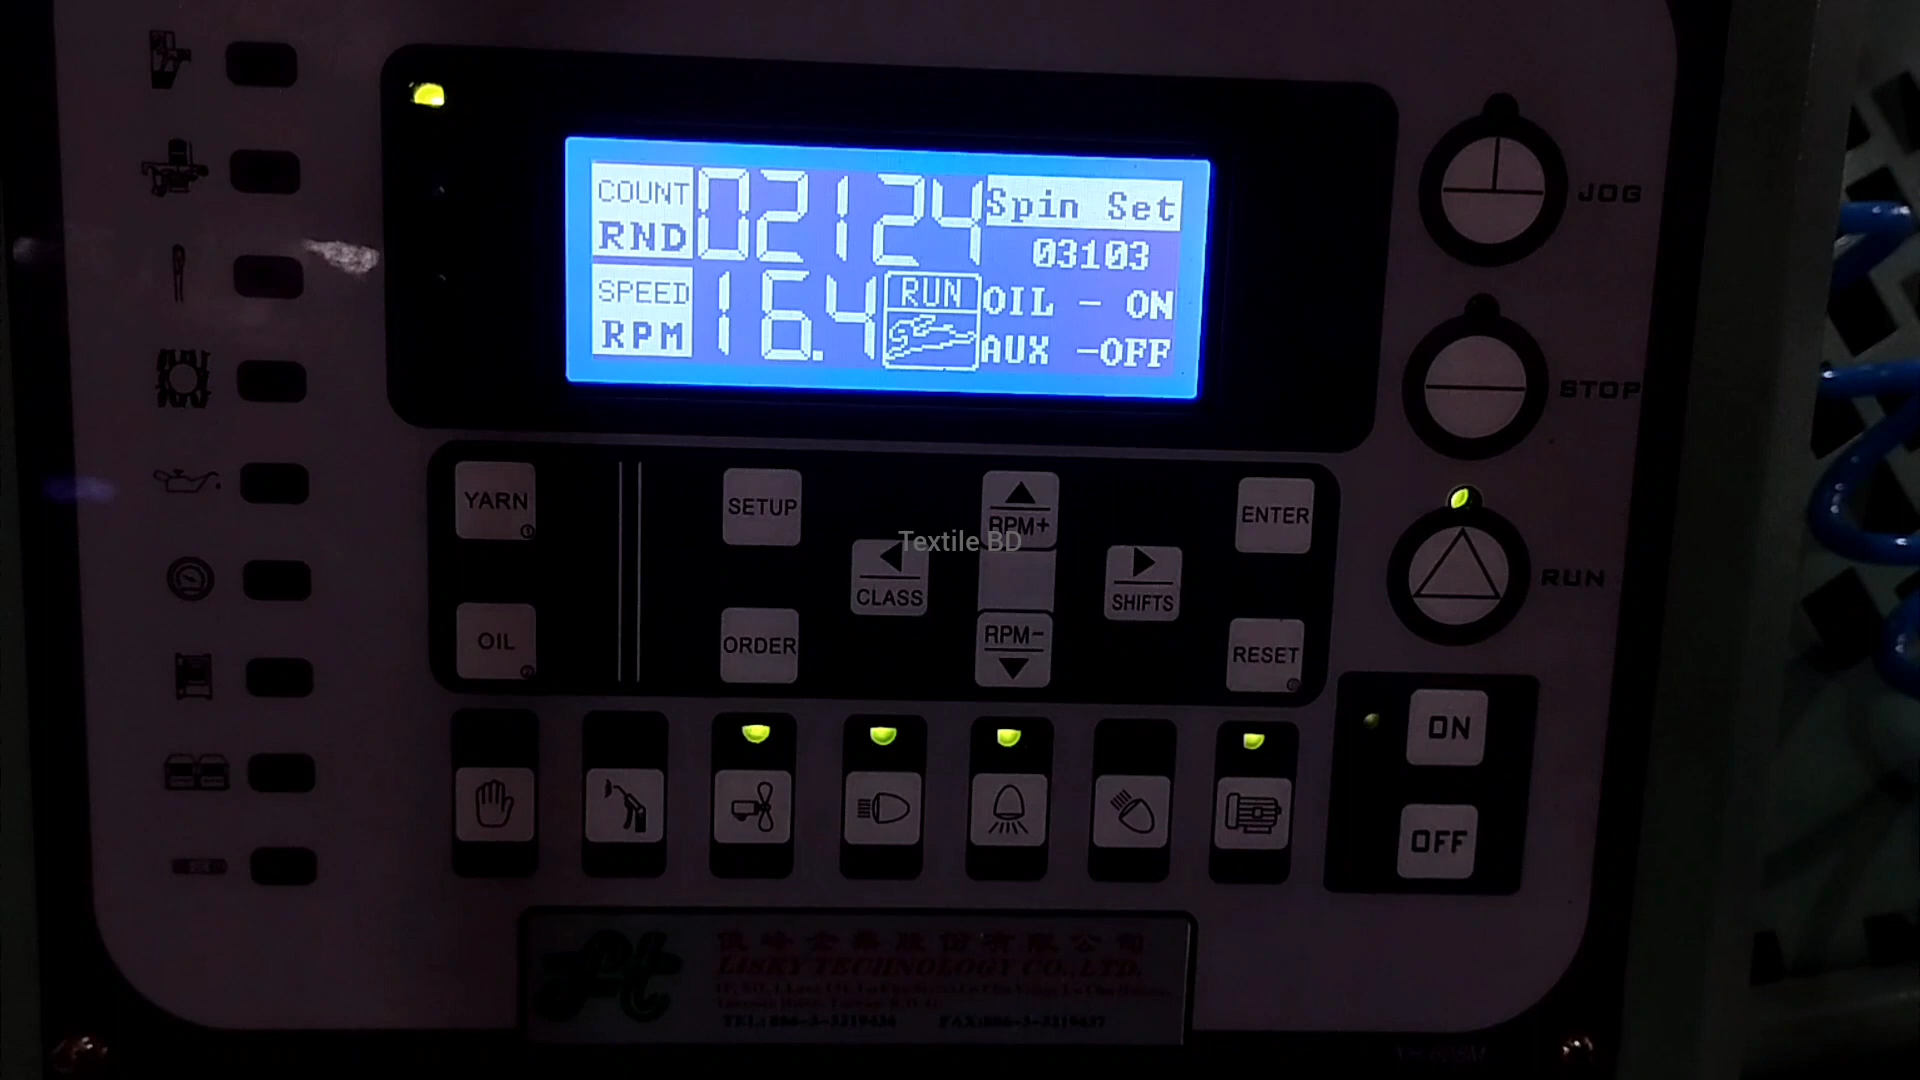 COUNT RND 02124 Spin Set
03103
SPEED RPM 16.4 RUN OIL - ON
AUX -OFF
JOG
STOP
RUN
YARN
SETUP
RPM+
ENTER
Textile BD
CLASS
SHIFTS
OIL
ORDER
RPM-
RESET
ON
OFF
LISKY TECHNOLOGY CO.,LTD.